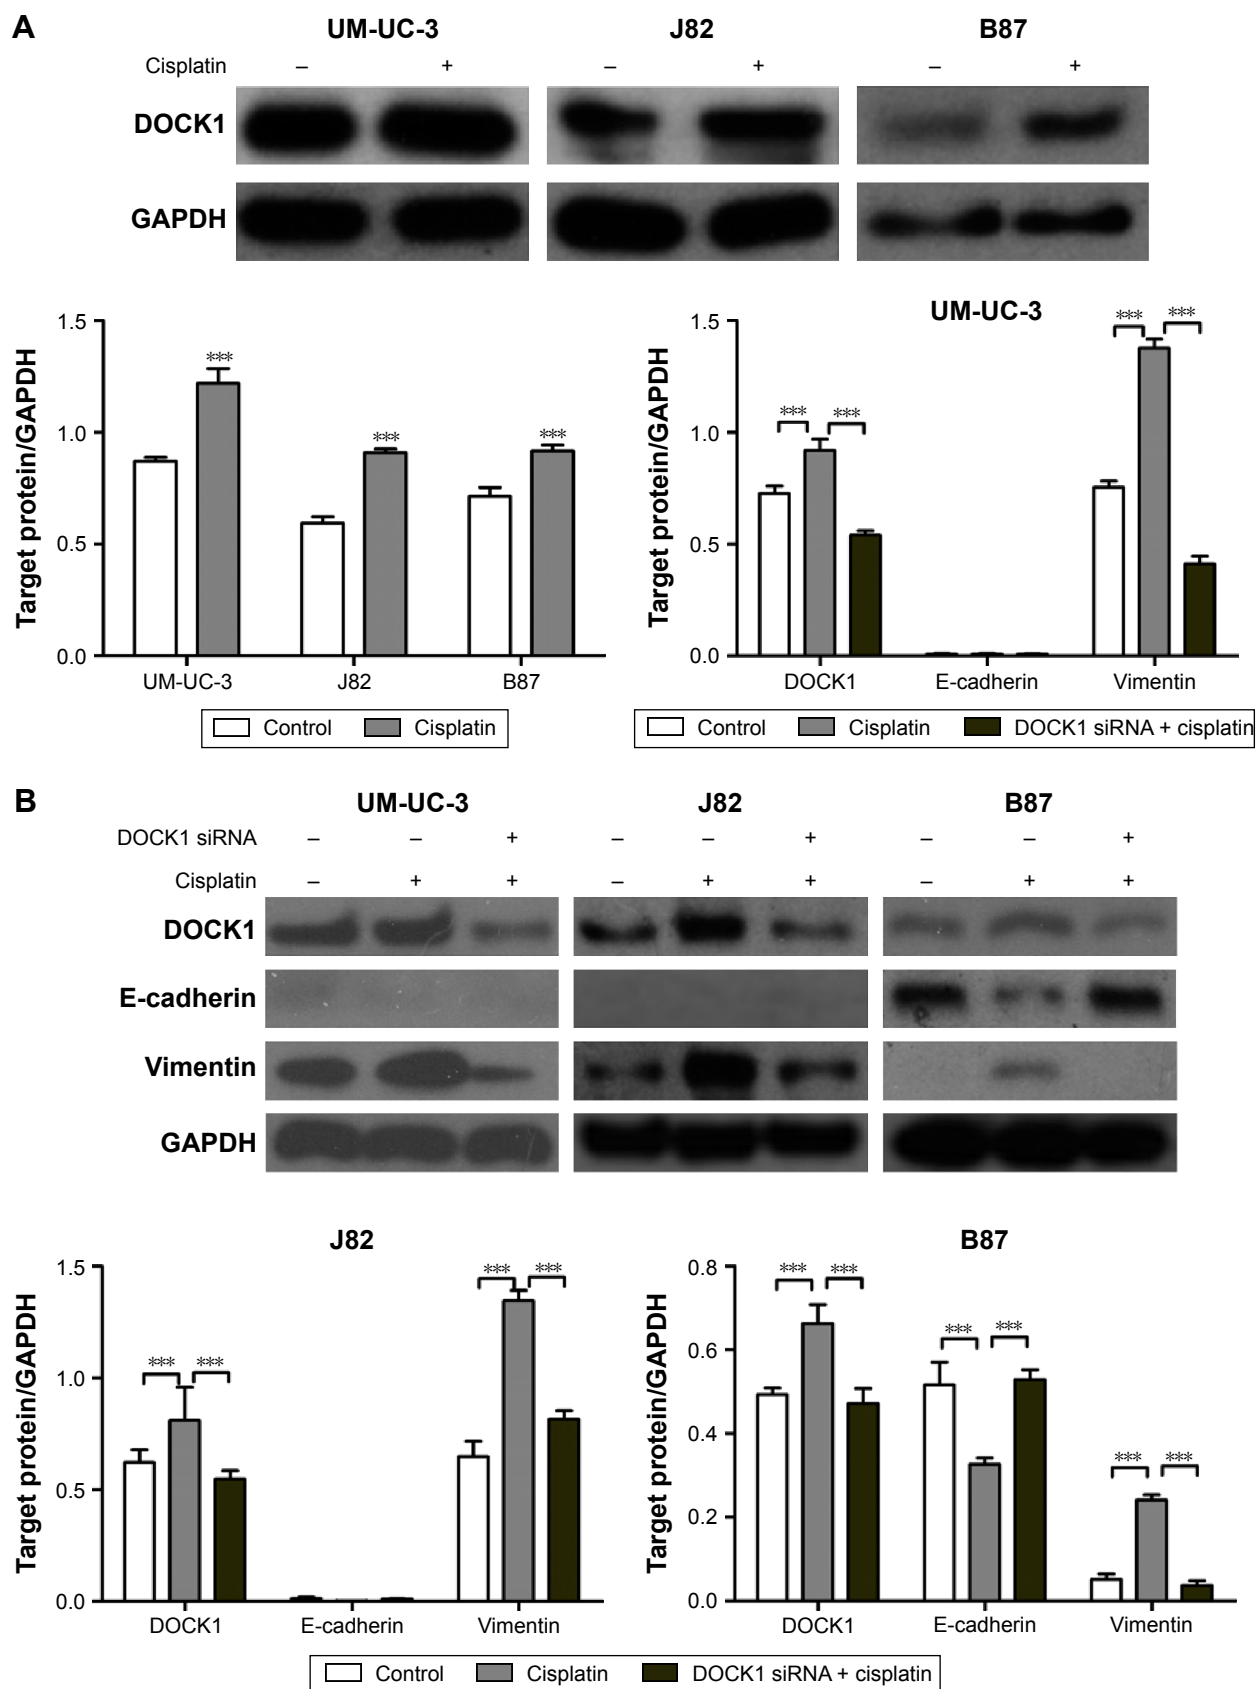 A
UM-UC-3 J82 B87
Cisplatin – + – + – +
DOCK1
GAPDH
Target protein/GAPDH
1.5
1.0
0.5
0.0
*** *** ***
UM-UC-3 J82 B87
Control Cisplatin
UM-UC-3
Target protein/GAPDH
1.5
1.0
0.5
0.0
*** *** *** ***
DOCK1 E-cadherin Vimentin
Control Cisplatin DOCK1 siRNA + cisplatin
B
UM-UC-3 J82 B87
DOCK1 siRNA – – + – – + – – +
Cisplatin – + + – + + – + +
DOCK1
E-cadherin
Vimentin
GAPDH
J82
Target protein/GAPDH
1.5
1.0
0.5
0.0
*** *** *** ***
DOCK1 E-cadherin Vimentin
B87
Target protein/GAPDH
0.8
0.6
0.4
0.2
0.0
*** *** *** *** *** ***
DOCK1 E-cadherin Vimentin
Control Cisplatin DOCK1 siRNA + cisplatin